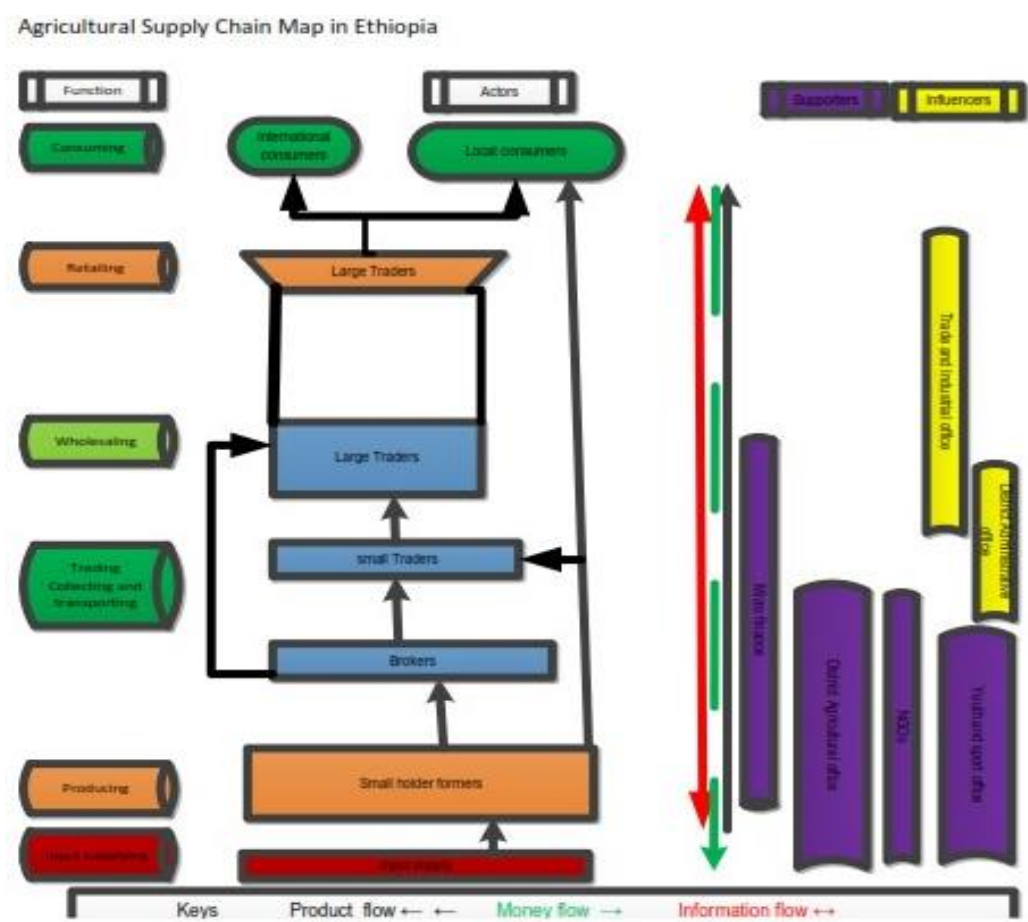 Agricultural Supply Chain Map in Ethiopia
Function
Actors
Supporters
Influencers
Consuming
International
consumers
Local consumers
Retailing
Large Traders
Trade and Industrial office
Wholesaling
Large Traders
District Administrative
office
Trading
Collecting and
transporting
small Traders
Micro finance
Brokers
District Agricultural office
NGOs
Youth and sport office
Producing
Small holder formers
Input supplying
Input supply
Keys Product flow ← ← Money flow → Information flow ↔